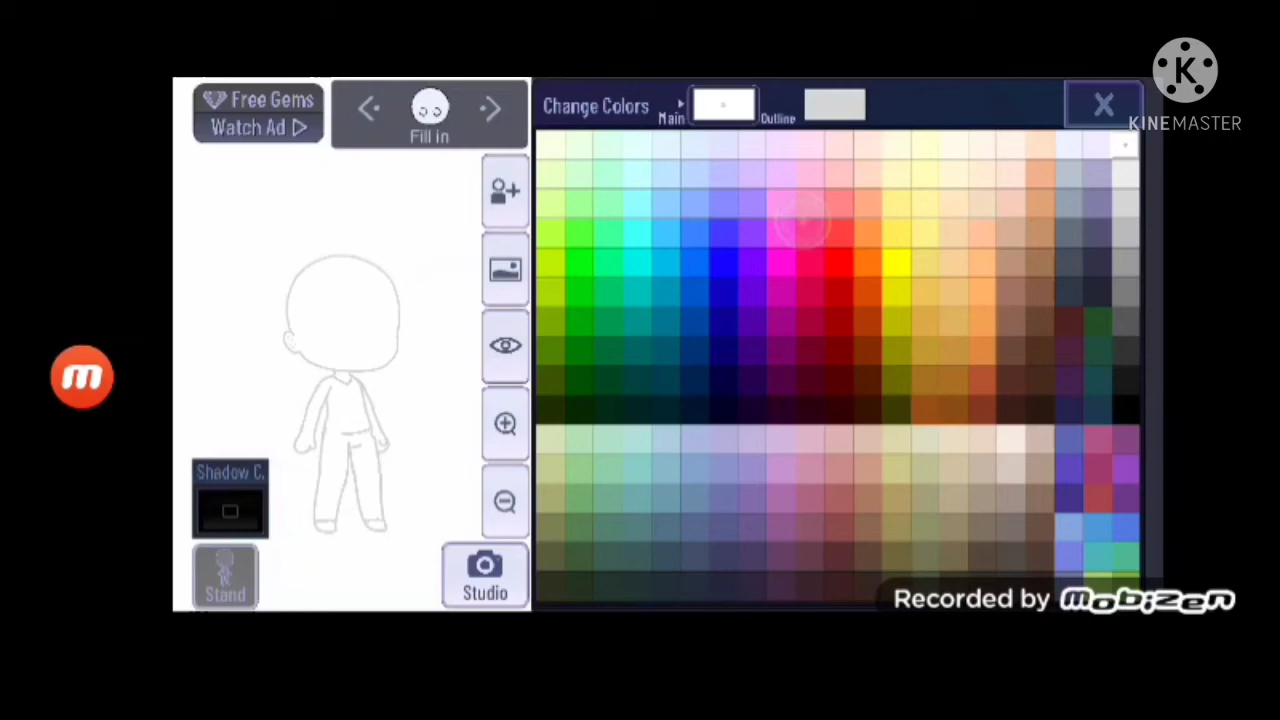 Free Gems
Watch Ad
Fill in
Change Colors
Main
Outline
X
K
KINEMASTER
m
Shadow C.
Stand
Studio
Recorded by mobizen